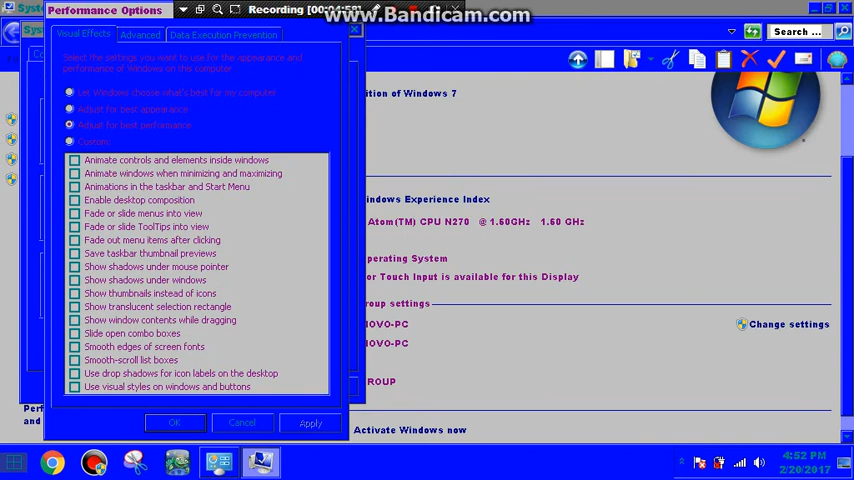 Performance Options
Recording [00:04:58]
www.Bandicam.com
Search ...
Visual Effects
Advanced
Data Execution Prevention
Select the settings you want to use for the appearance and
performance of Windows on this computer.
Let Windows choose what's best for my computer
Adjust for best appearance
Adjust for best performance
Custom:
Animate controls and elements inside windows
Animate windows when minimizing and maximizing
Animations in the taskbar and Start Menu
Enable desktop composition
Fade or slide menus into view
Fade or slide ToolTips into view
Fade out menu items after clicking
Save taskbar thumbnail previews
Show shadows under mouse pointer
Show shadows under windows
Show thumbnails instead of icons
Show translucent selection rectangle
Show window contents while dragging
Slide open combo boxes
Smooth edges of screen fonts
Smooth-scroll list boxes
Use drop shadows for icon labels on the desktop
Use visual styles on windows and buttons
OK
Cancel
Apply
ition of Windows 7
indows Experience Index
Atom(TM) CPU N270 @ 1.60GHz 1.60 GHz
perating System
or Touch Input is available for this Display
roup settings
NOVO-PC
Change settings
NOVO-PC
GROUP
Perf
and
Activate Windows now
4:52 PM
2/20/2017